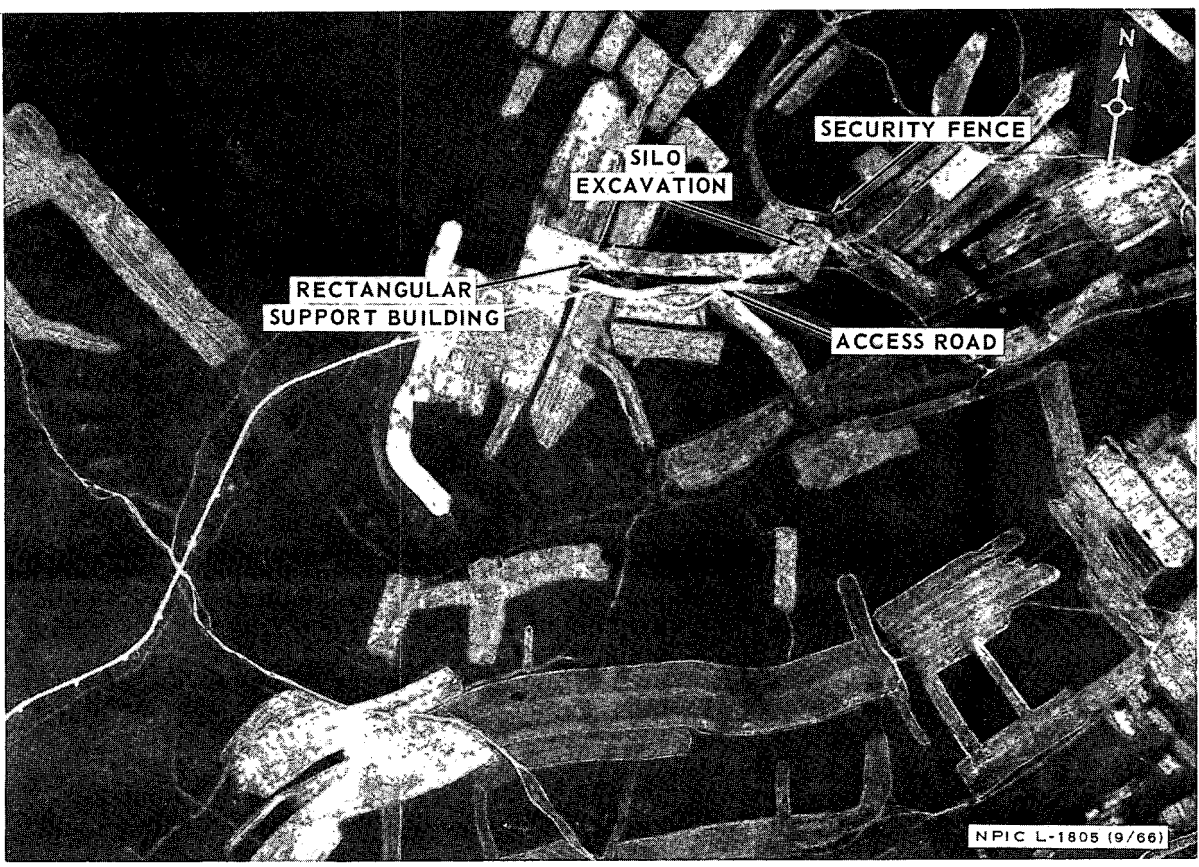 N
SECURITY FENCE
SILO
EXCAVATION
RECTANGULAR
SUPPORT BUILDING
ACCESS ROAD
NPIC L-1805 (9/66)